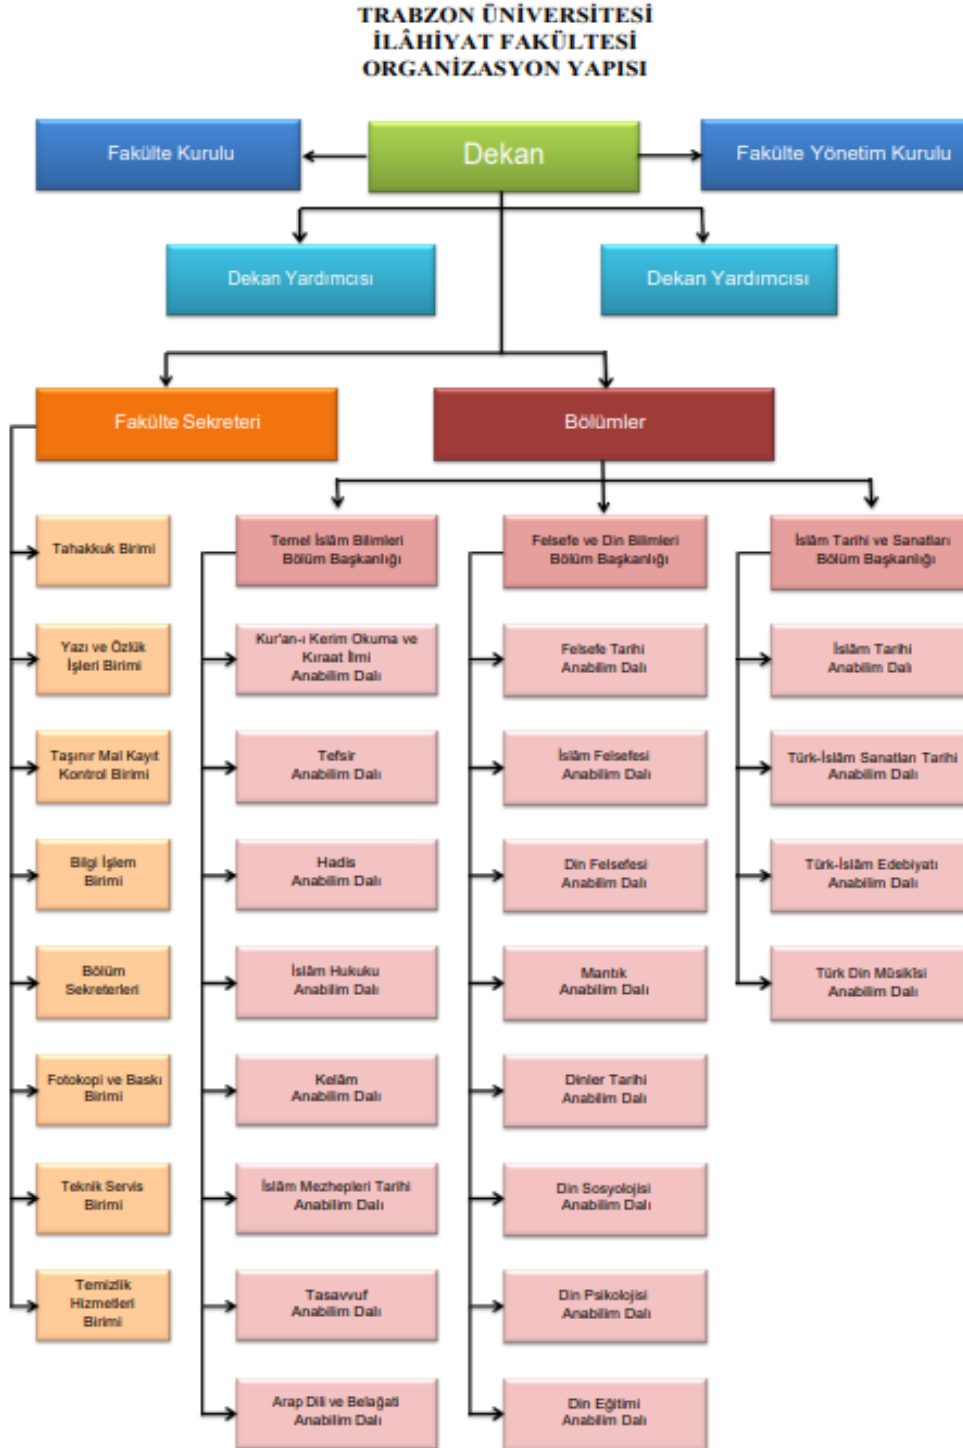 TRABZON ÜNİVERSİTESİ
İLÂHİYAT FAKÜLTESİ
ORGANİZASYON YAPISI
Fakülte Kurulu
Dekan
Fakülte Yönetim Kurulu
Dekan Yardımcısı
Dekan Yardımcısı
Fakülte Sekreteri
Bölümler
Tahakkuk Birimi
Yazı ve Özlük
İşleri Birimi
Taşınır Mal Kayıt
Kontrol Birimi
Bilgi İşlem
Birimi
Bölüm
Sekreterleri
Fotokopi ve Baskı
Birimi
Teknik Servis
Birimi
Temizlik
Hizmetleri
Birimi
Temel İslâm Bilimleri
Bölüm Başkanlığı
Kur'an-ı Kerim Okuma ve
Kıraat İlmi
Anabilim Dalı
Tefsir
Anabilim Dalı
Hadis
Anabilim Dalı
İslâm Hukuku
Anabilim Dalı
Kelâm
Anabilim Dalı
İslâm Mezhepleri Tarihi
Anabilim Dalı
Tasavvuf
Anabilim Dalı
Arap Dili ve Belağati
Anabilim Dalı
Felsefe ve Din Bilimleri
Bölüm Başkanlığı
Felsefe Tarihi
Anabilim Dalı
İslâm Felsefesi
Anabilim Dalı
Din Felsefesi
Anabilim Dalı
Mantık
Anabilim Dalı
Dinler Tarihi
Anabilim Dalı
Din Sosyolojisi
Anabilim Dalı
Din Psikolojisi
Anabilim Dalı
Din Eğitimi
Anabilim Dalı
İslâm Tarihi ve Sanatları
Bölüm Başkanlığı
İslâm Tarihi
Anabilim Dalı
Türk-İslâm Sanatları Tarihi
Anabilim Dalı
Türk-İslâm Edebiyatı
Anabilim Dalı
Türk Din Mûsikîsi
Anabilim Dalı